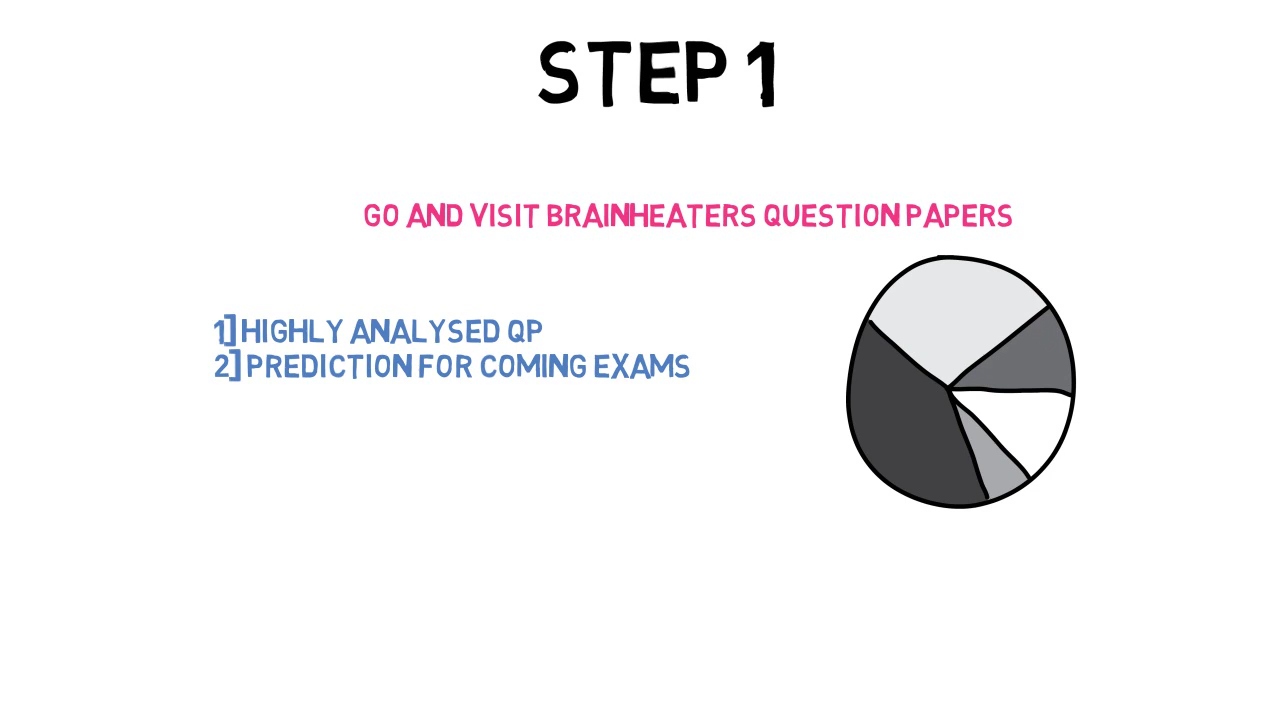 STEP 1
GO AND VISIT BRAINHEATERS QUESTION PAPERS
1] HIGHLY ANALYSED QP
2] PREDICTION FOR COMING EXAMS